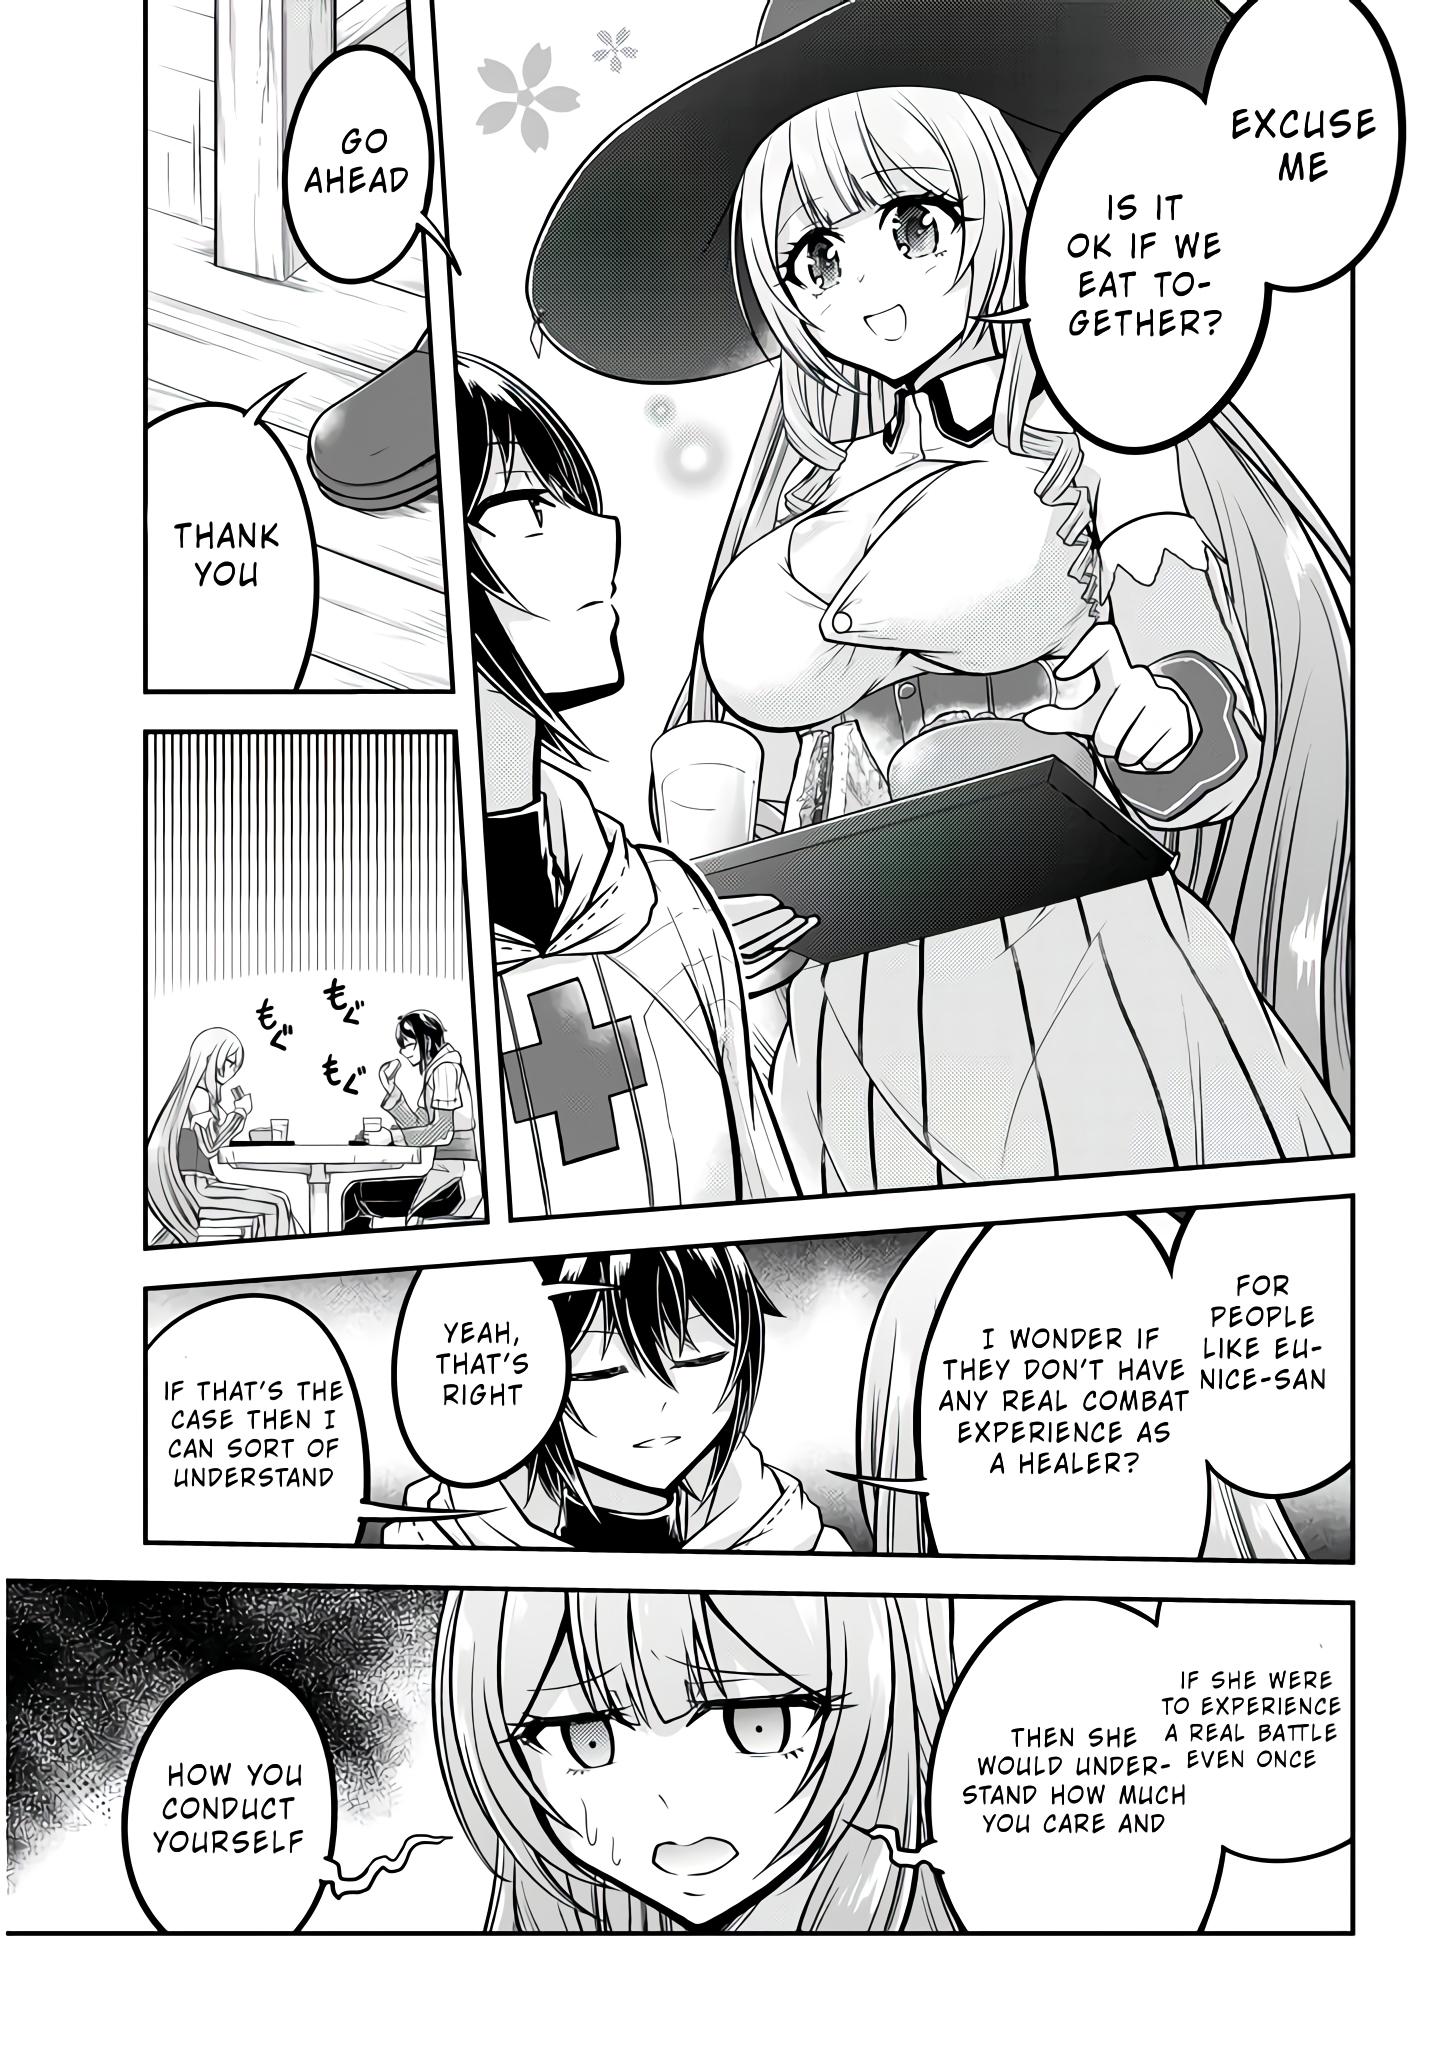 EXCUSE
ME
IS IT
OK IF WE
EAT TO-
GETHER?
GO
AHEAD
THANK
YOU
もぐ
もぐ
もぐ
FOR
PEOPLE
LIKE EU-
NICE-SAN
I WONDER IF
THEY DON'T HAVE
ANY REAL COMBAT
EXPERIENCE AS
A HEALER?
YEAH,
THAT'S
RIGHT
IF THAT'S THE
CASE THEN I
CAN SORT OF
UNDERSTAND
IF SHE WERE
TO EXPERIENCE
A REAL BATTLE
EVEN ONCE
THEN SHE
WOULD UNDER-
STAND HOW MUCH
YOU CARE AND
HOW YOU
CONDUCT
YOURSELF